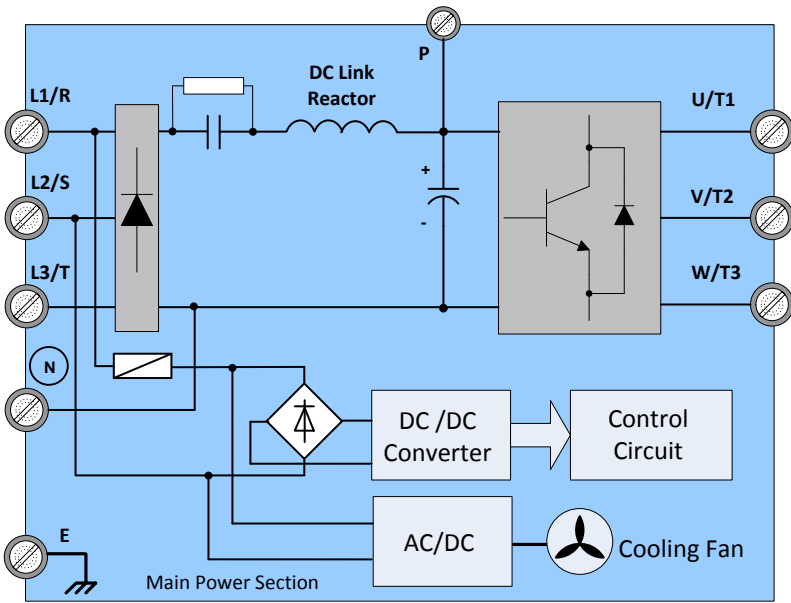 P
L1/R
DC Link
Reactor
U/T1
L2/S
+
-
V/T2
L3/T
W/T3
N
DC /DC
Converter
Control
Circuit
E
AC/DC
Cooling Fan
Main Power Section